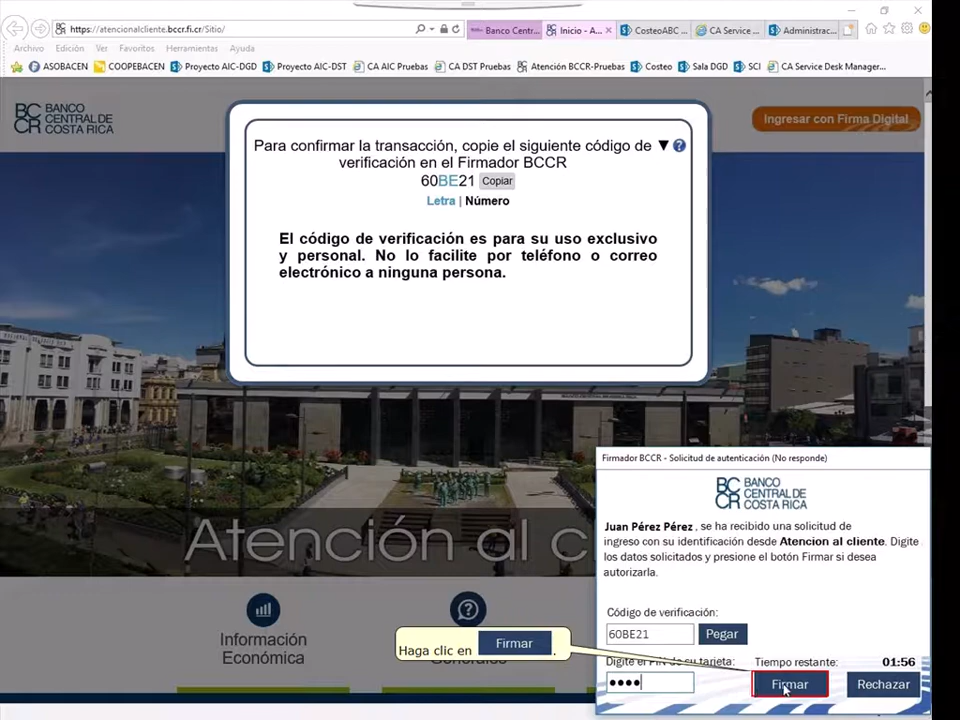 https://atencionalcliente.bccr.fi.cr/Sitio/
Banco Centr...
Inicio - A...
CosteoABC ...
CA Service ...
Administrac...
Archivo Edición Ver Favoritos Herramientas Ayuda
ASOBACEN COOPEBACEN Proyecto AIC-DGD Proyecto AIC-DST CA AIC Pruebas CA DST Pruebas Atención BCCR-Pruebas Costeo Sala DGD SCI CA Service Desk Manager...
BANCO
CENTRAL DE
COSTA RICA
Ingresar con Firma Digital
Para confirmar la transacción, copie el siguiente código de
verificación en el Firmador BCCR
60BE21 Copiar
Letra | Número
El código de verificación es para su uso exclusivo
y personal. No lo facilite por teléfono o correo
electrónico a ninguna persona.
Atención al c
Información
Económica
Generales
Haga clic en Firmar .
Firmador BCCR - Solicitud de autenticación (No responde)
BANCO
CENTRAL DE
COSTA RICA
Juan Pérez Pérez , se ha recibido una solicitud de
ingreso con su identificación desde Atencion al cliente. Digite
los datos solicitados y presione el botón Firmar si desea
autorizarla.
Código de verificación:
60BE21 Pegar
Digite el PIN de su tarjeta: Tiempo restante: 01:56
Firmar Rechazar